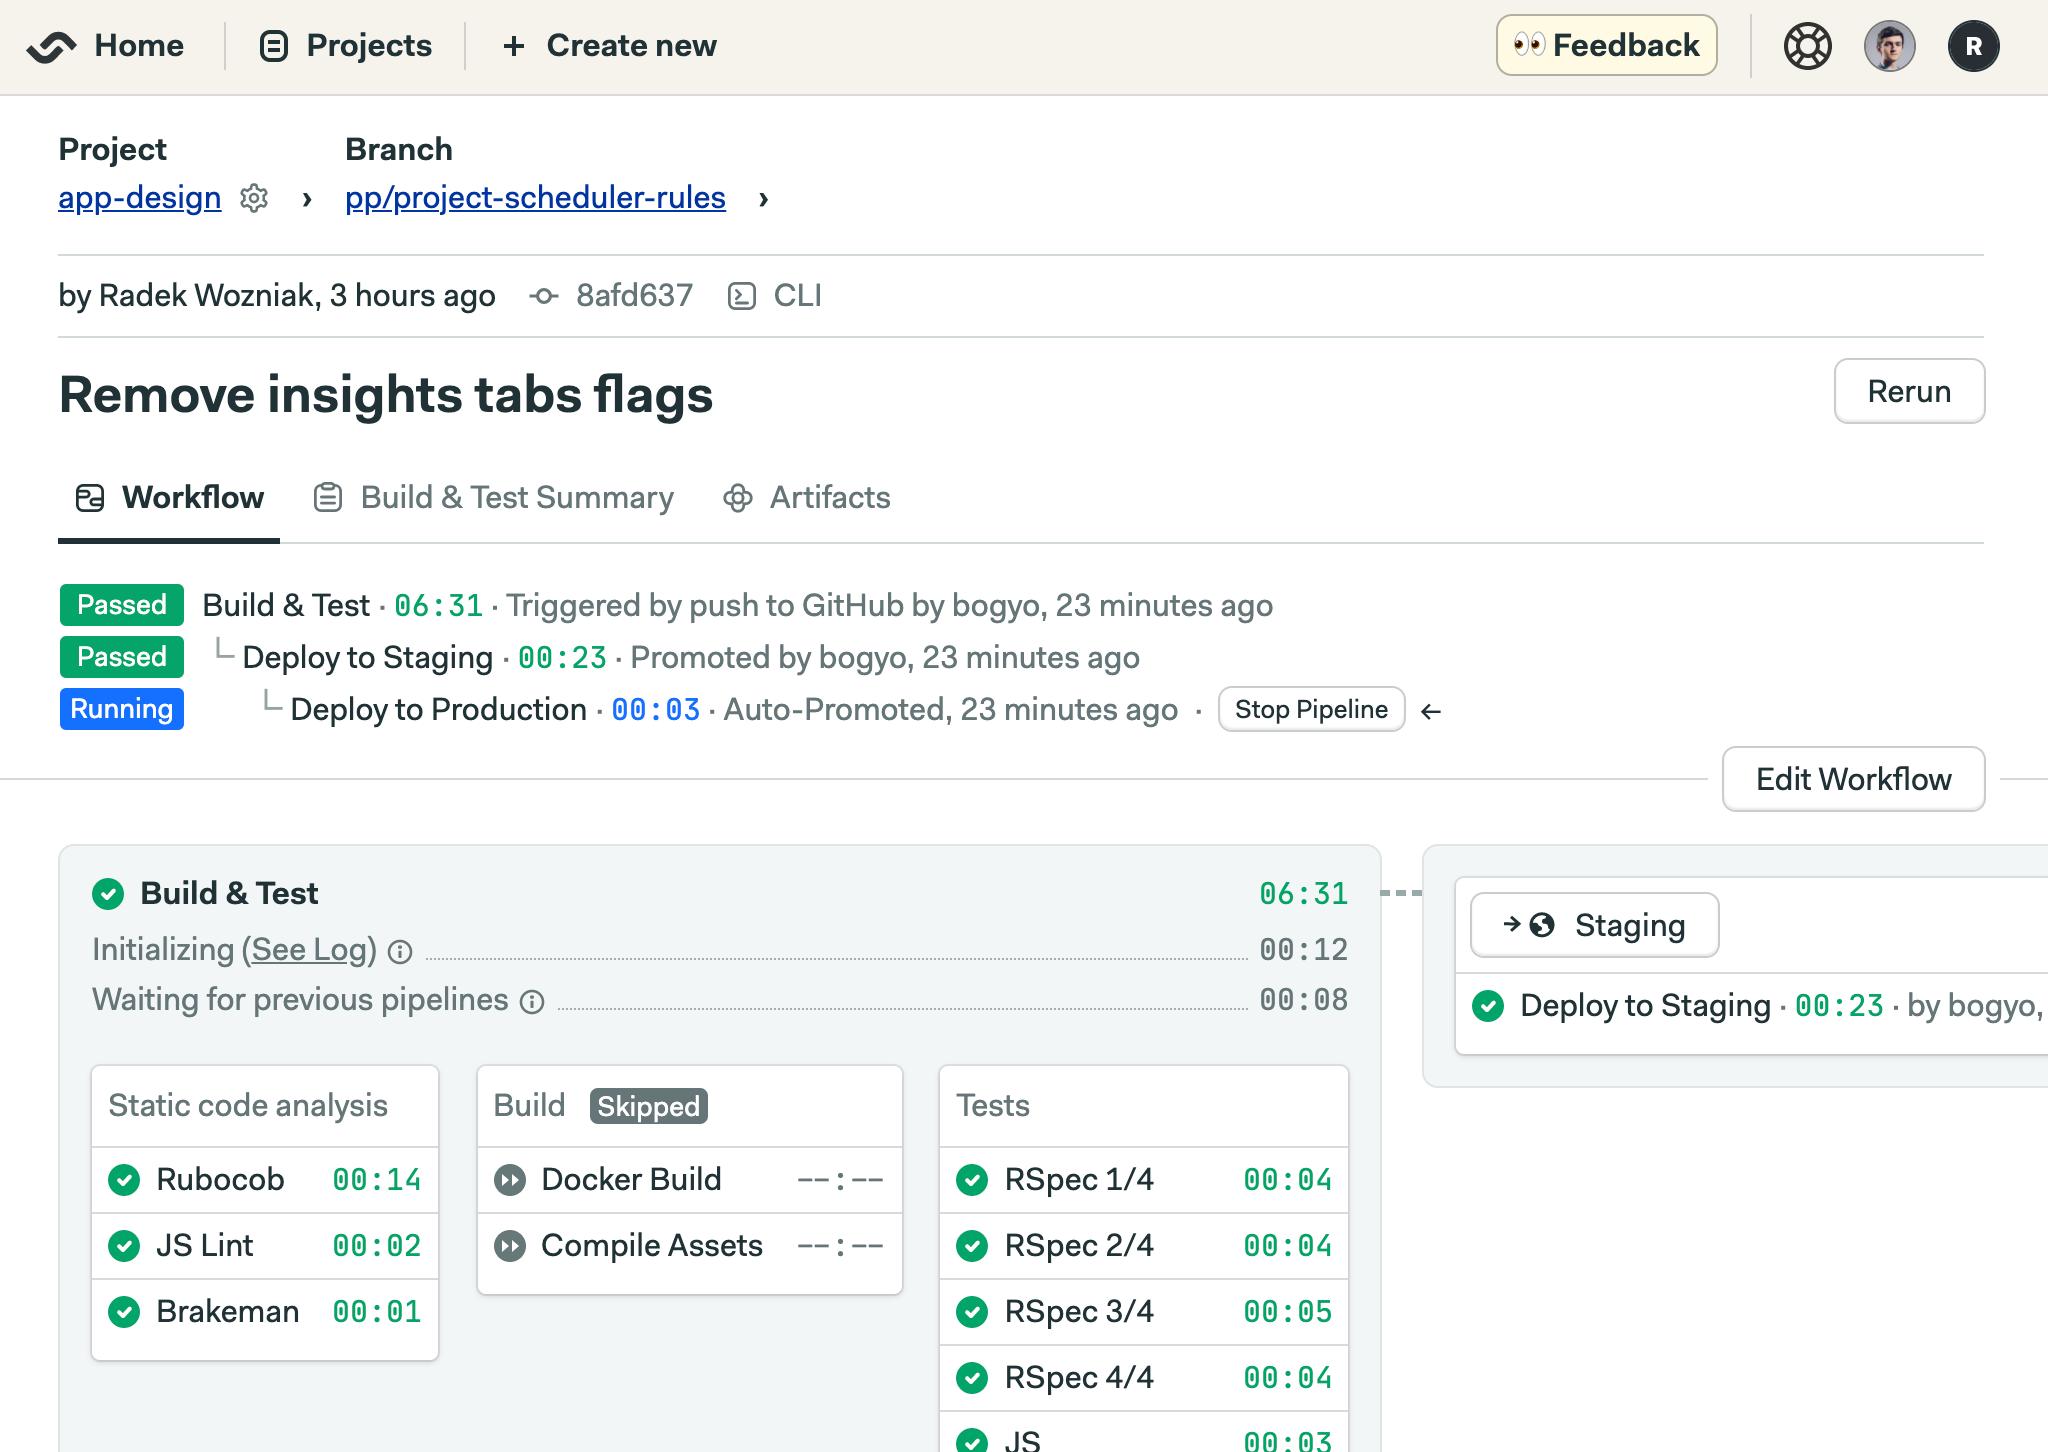 Home
Projects
+ Create new
👀 Feedback
R
Project
Branch
app-design › pp/project-scheduler-rules ›
by Radek Wozniak, 3 hours ago 8afd637 CLI
Remove insights tabs flags
Rerun
Workflow
Build & Test Summary
Artifacts
Passed Build & Test · 06:31 · Triggered by push to GitHub by bogyo, 23 minutes ago
Passed Deploy to Staging · 00:23 · Promoted by bogyo, 23 minutes ago
Running Deploy to Production · 00:03 · Auto-Promoted, 23 minutes ago · Stop Pipeline ←
Edit Workflow
Build & Test 06:31
Initializing (See Log) 00:12
Waiting for previous pipelines 00:08
Static code analysis
Rubocob 00:14
JS Lint 00:02
Brakeman 00:01
Build Skipped
Docker Build --:--
Compile Assets --:--
Tests
RSpec 1/4 00:04
RSpec 2/4 00:04
RSpec 3/4 00:05
RSpec 4/4 00:04
JS 00:03
→ Staging
Deploy to Staging · 00:23 · by bogyo,